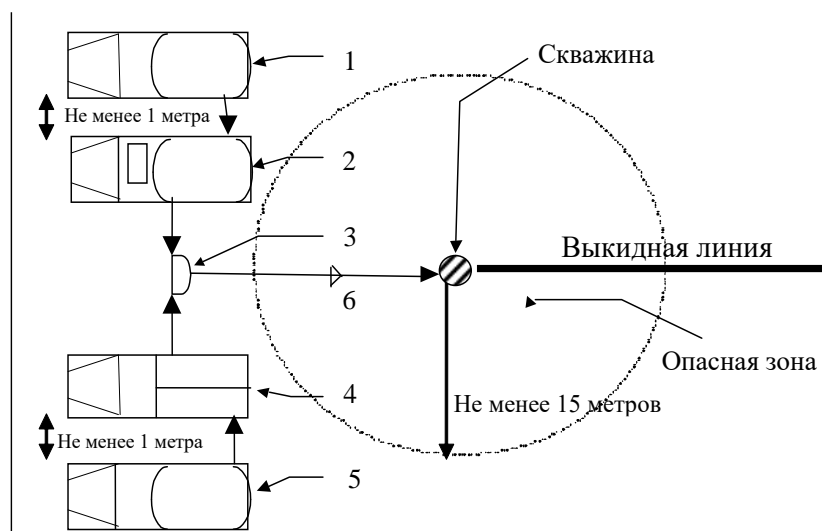 Скважина
1
Не менее 1 метра
2
3
Выкидная линия
6
Опасная зона
4
Не менее 15 метров
Не менее 1 метра
5